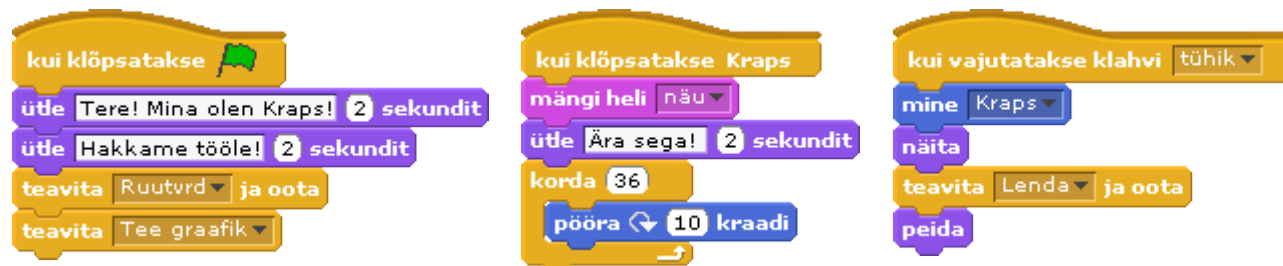 kui klõpsatakse
ütle Tere! Mina olen Kraps! 2 sekundit
ütle Hakkame tööle! 2 sekundit
teavita Ruutvrd ja oota
teavita Tee graafik
kui klõpsatakse Kraps
mängi heli näu
ütle Ära sega! 2 sekundit
korda 36
pööra 10 kraadi
kui vajutatakse klahvi tühik
mine Kraps
näita
teavita Lenda ja oota
peida